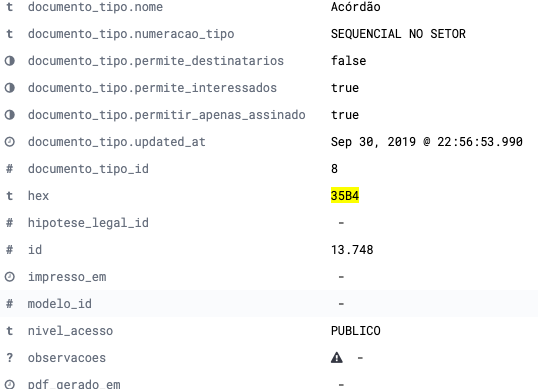 t documento_tipo.nome Acórdão
t documento_tipo.numeracao_tipo SEQUENCIAL NO SETOR
documento_tipo.permite_destinatarios false
documento_tipo.permite_interessados true
documento_tipo.permitir_apenas_assinado true
documento_tipo.updated_at Sep 30, 2019 @ 22:56:53.990
# documento_tipo_id 8
t hex 35B4
# hipotese_legal_id -
# id 13.748
impresso_em -
# modelo_id -
t nivel_acesso PUBLICO
? observacoes -
pdf_gerado_em -